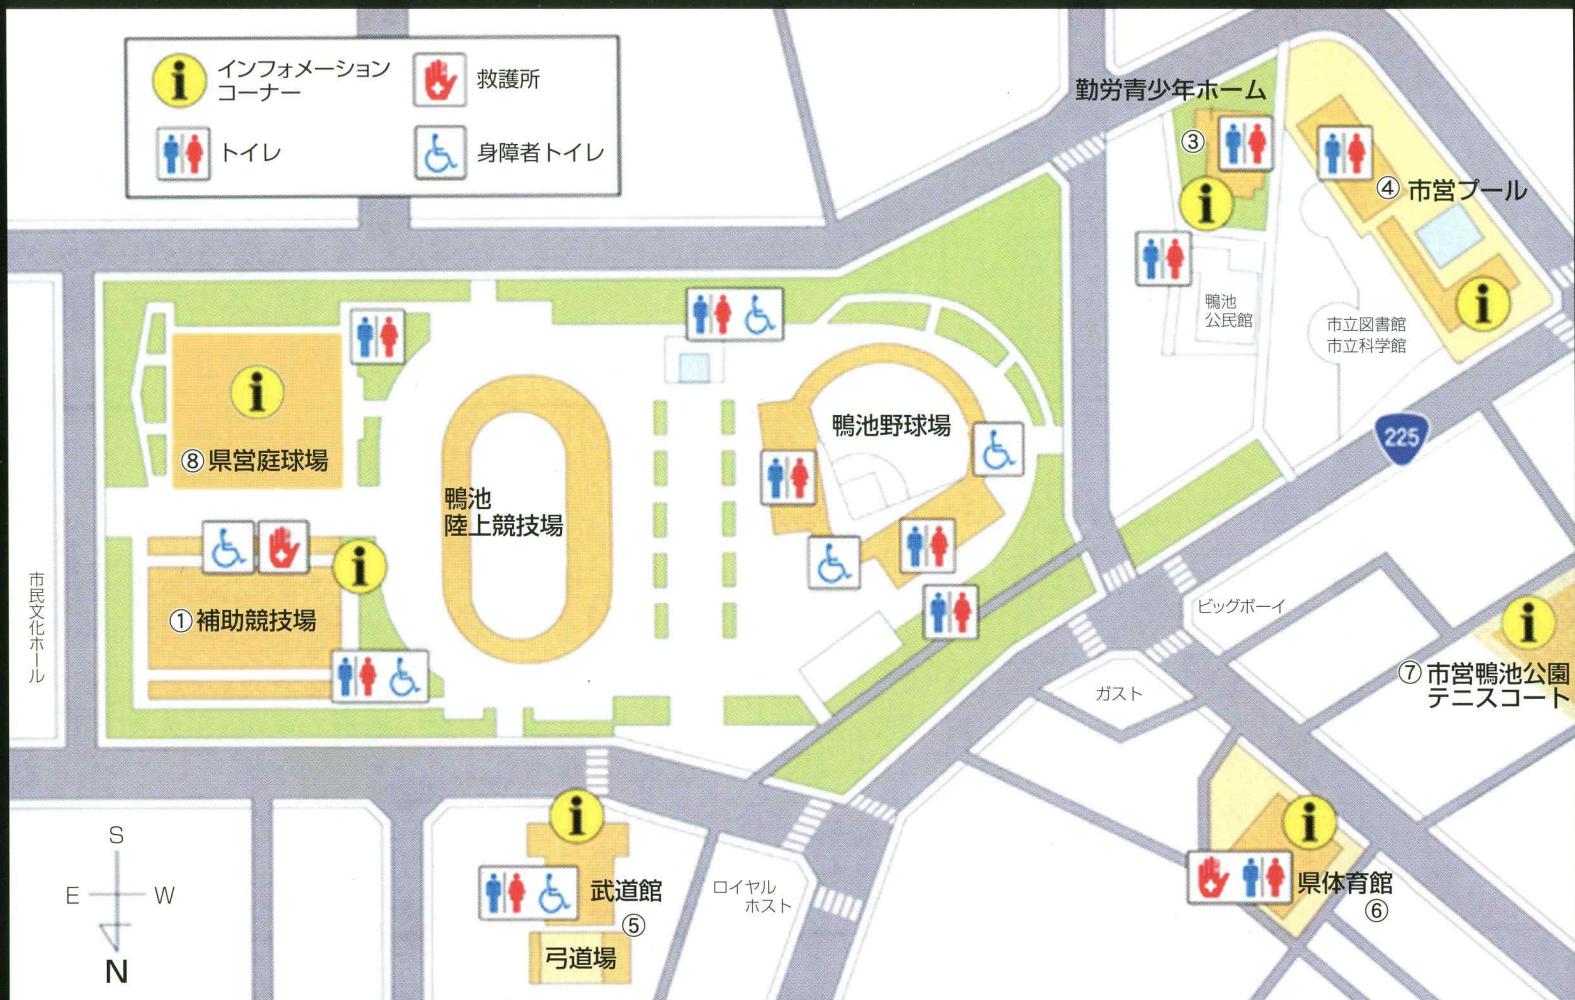 インフォメーション
コーナー
救護所
トイレ
身障者トイレ
勤労青少年ホーム
③
④ 市営プール
鴨池
公民館
市立図書館
市立科学館
225
⑧県営庭球場
鴨池
陸上競技場
鴨池野球場
①補助競技場
市民文化ホール
ビッグボーイ
ガスト
⑦ 市営鴨池公園
テニスコート
県体育館
⑥
武道館
⑤
弓道場
ロイヤル
ホスト
S
E W
N